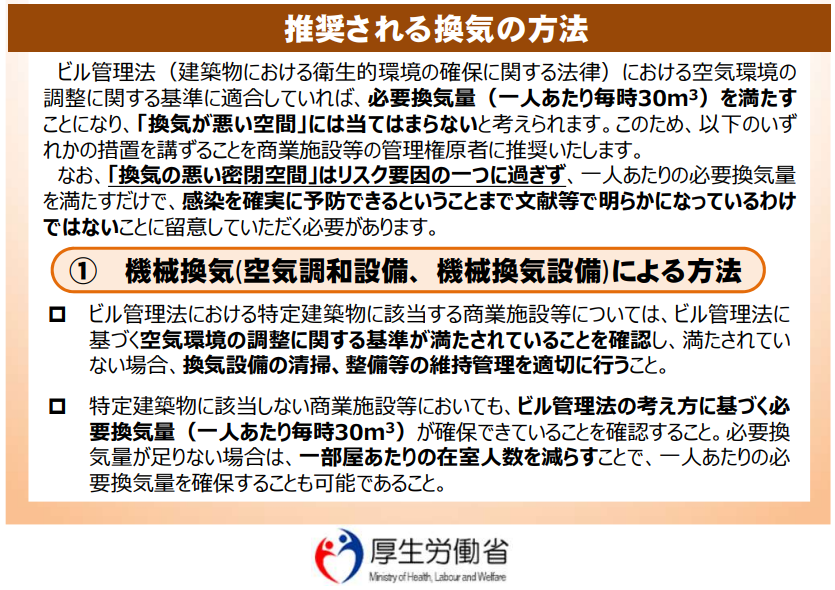 推奨される換気の方法
ビル管理法（建築物における衛生的環境の確保に関する法律）における空気環境の
調整に関する基準に適合していれば、必要換気量（一人あたり毎時30m³）を満たす
ことになり、「換気が悪い空間」には当てはまらないと考えられます。このため、以下のいず
れかの措置を講ずることを商業施設等の管理権原者に推奨いたします。
なお、「換気の悪い密閉空間」はリスク要因の一つに過ぎず、一人あたりの必要換気量
を満たすだけで、感染を確実に予防できるということまで文献等で明らかになっているわけ
ではないことに留意していただく必要があります。
① 機械換気(空気調和設備、機械換気設備)による方法
ビル管理法における特定建築物に該当する商業施設等については、ビル管理法に
基づく空気環境の調整に関する基準が満たされていることを確認し、満たされてい
ない場合、換気設備の清掃、整備等の維持管理を適切に行うこと。
特定建築物に該当しない商業施設等においても、ビル管理法の考え方に基づく必
要換気量（一人あたり毎時30m³）が確保できていることを確認すること。必要換
気量が足りない場合は、一部屋あたりの在室人数を減らすことで、一人あたりの必
要換気量を確保することも可能であること。
厚生労働省
Ministry of Health, Labour and Welfare